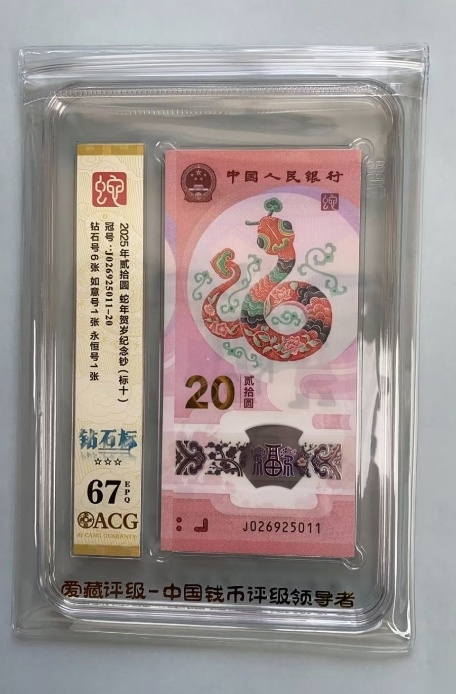 蛇
2025年贰拾圆 蛇年贺岁纪念钞(标十)
冠号:J026925011-20
钻石号6张 如意号1张 永恒号1张
钻石标
☆☆☆
67 EPQ
ACG
AI CANG GUARANTY
中国人民银行
蛇
20 贰拾圆
福
J026925011
爱藏评级-中国钱币评级领导者